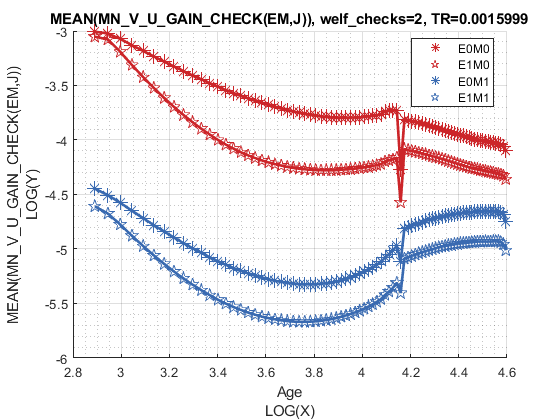 MEAN(MN_V_U_GAIN_CHECK(EM,J)), welf_checks=2, TR=0.0015999
MEAN(MN_V_U_GAIN_CHECK(EM,J))
LOG(Y)
-3
-3.5
-4
-4.5
-5
-5.5
-6
E0M0
E1M0
E0M1
E1M1
2.8 3 3.2 3.4 3.6 3.8 4 4.2 4.4 4.6
Age
LOG(X)